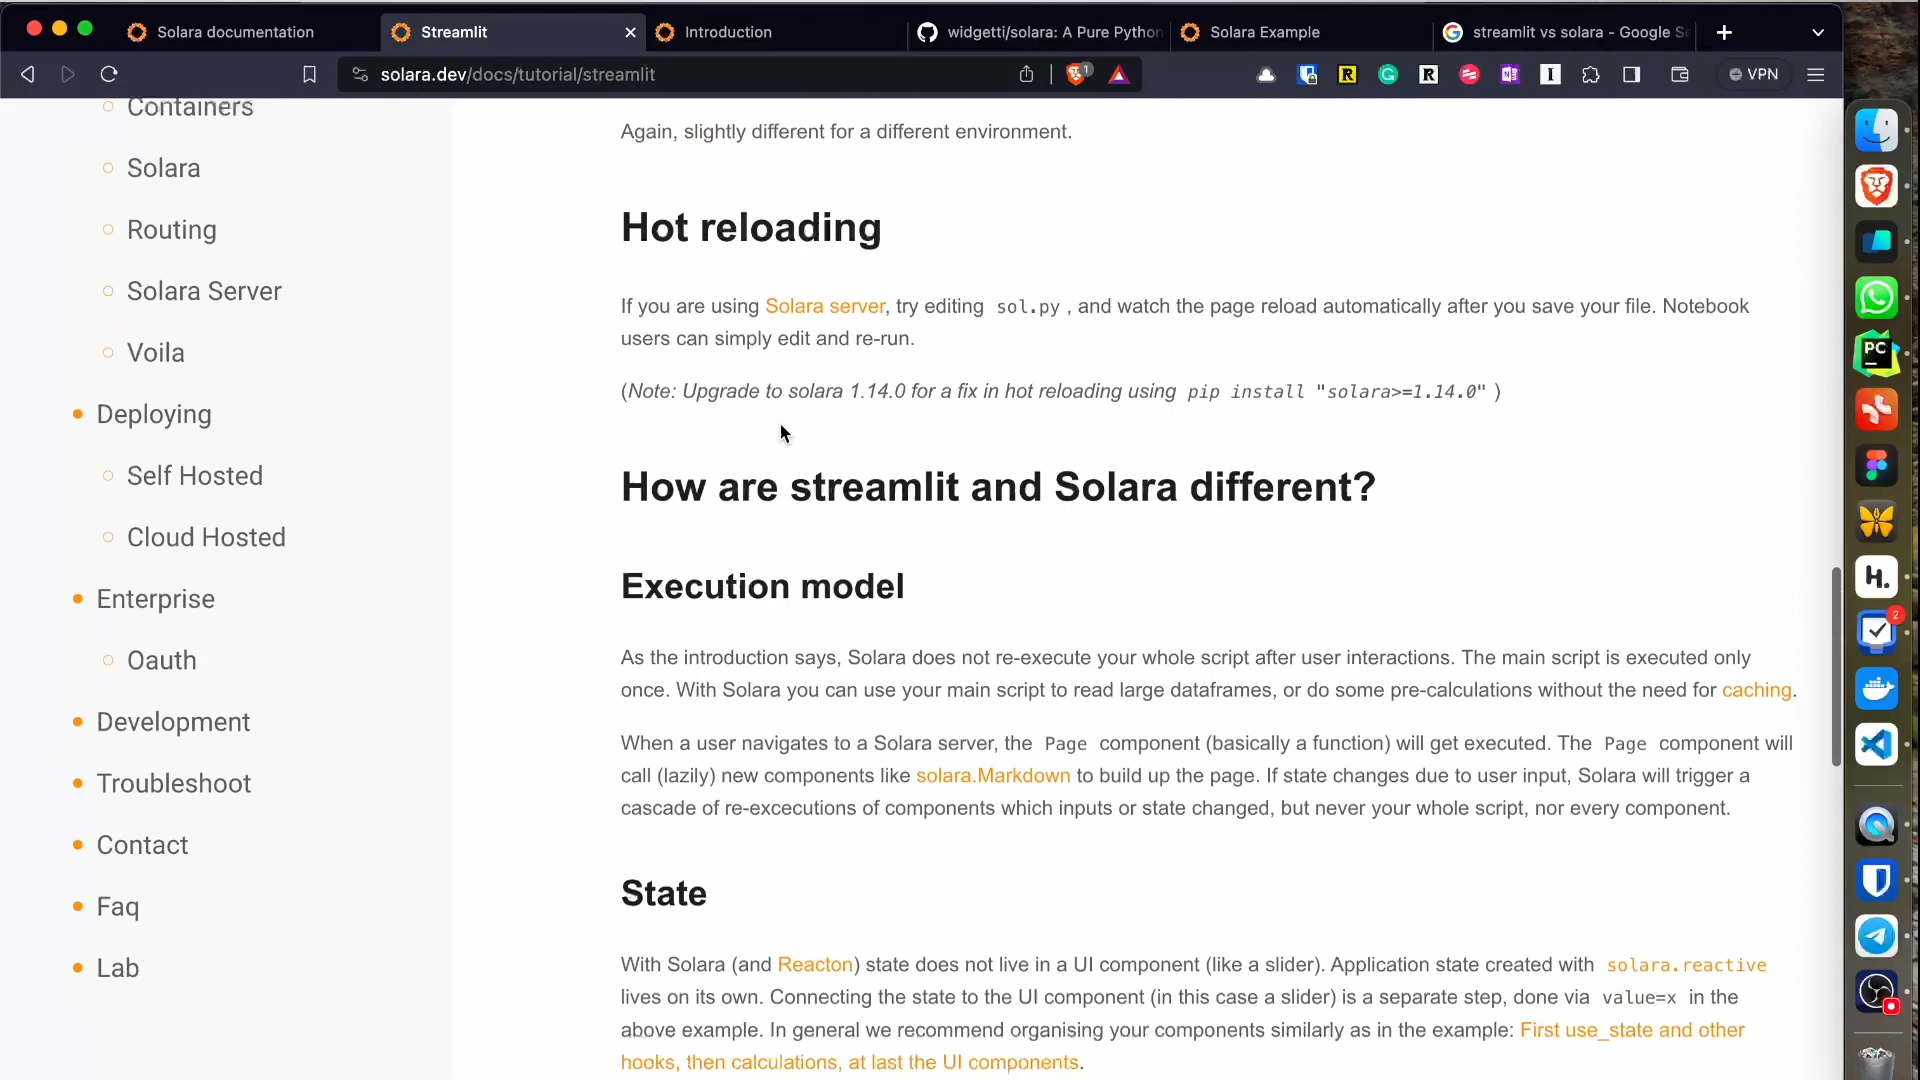 Solara documentation
Streamlit
Introduction
widgetti/solara: A Pure Python
Solara Example
streamlit vs solara - Google Se
solara.dev/docs/tutorial/streamlit
1
R
R
I
VPN
Containers
Solara
Routing
Solara Server
Voila
Deploying
Self Hosted
Cloud Hosted
Enterprise
Oauth
Development
Troubleshoot
Contact
Faq
Lab
Again, slightly different for a different environment.
Hot reloading
If you are using Solara server, try editing sol.py , and watch the page reload automatically after you save your file. Notebook
users can simply edit and re-run.
(Note: Upgrade to solara 1.14.0 for a fix in hot reloading using pip install "solara>=1.14.0" )
How are streamlit and Solara different?
Execution model
As the introduction says, Solara does not re-execute your whole script after user interactions. The main script is executed only
once. With Solara you can use your main script to read large dataframes, or do some pre-calculations without the need for caching.
When a user navigates to a Solara server, the Page component (basically a function) will get executed. The Page component will
call (lazily) new components like solara.Markdown to build up the page. If state changes due to user input, Solara will trigger a
cascade of re-excecutions of components which inputs or state changed, but never your whole script, nor every component.
State
With Solara (and Reacton) state does not live in a UI component (like a slider). Application state created with solara.reactive
lives on its own. Connecting the state to the UI component (in this case a slider) is a separate step, done via value=x in the
above example. In general we recommend organising your components similarly as in the example: First use_state and other
hooks, then calculations, at last the UI components.
PC
H.
2